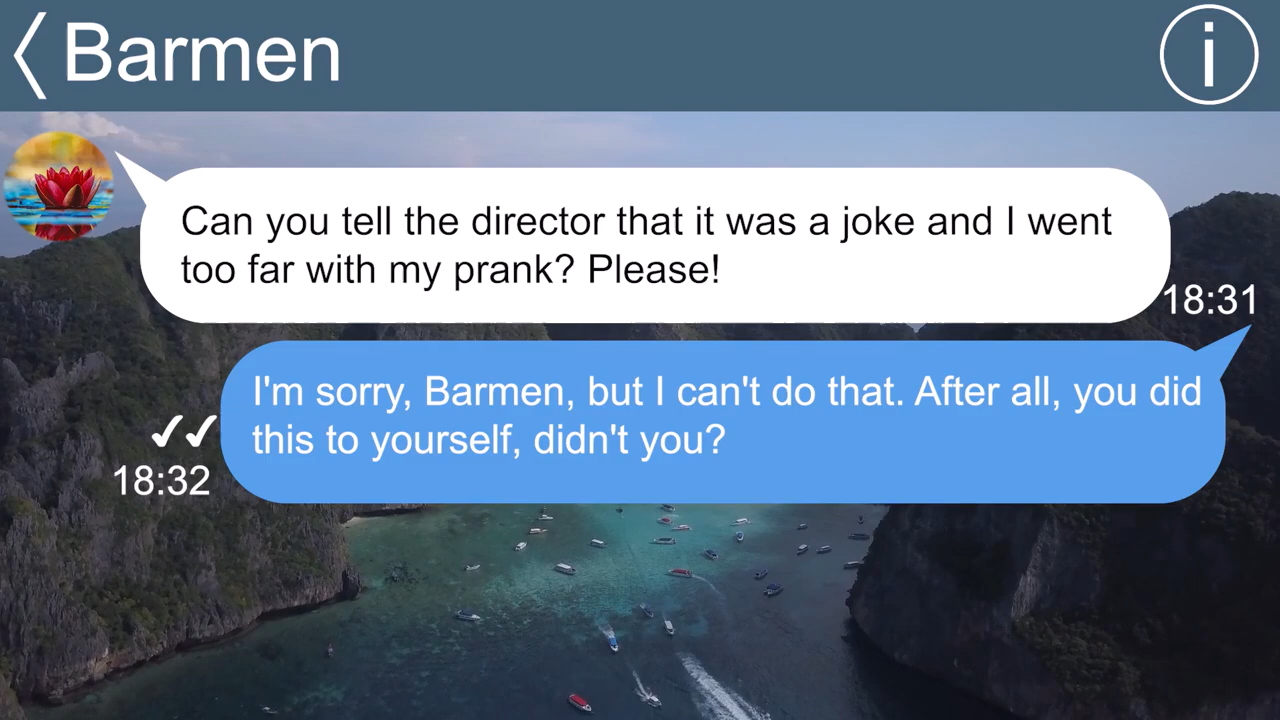 Barmen
i
Can you tell the director that it was a joke and I went
too far with my prank? Please!
18:31
I'm sorry, Barmen, but I can't do that. After all, you did
this to yourself, didn't you?
18:32